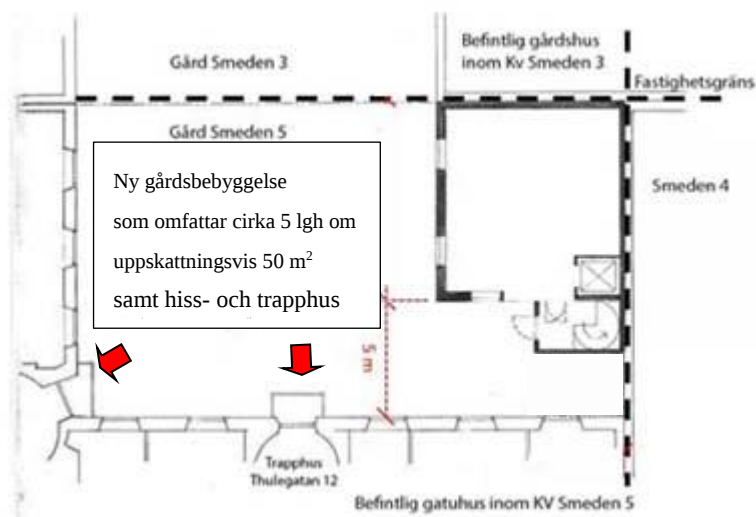 Gård Smeden 3
Befintlig gårdshus
inom Kv Smeden 3
Fastighetsgräns
Gård Smeden 5
Smeden 4
Ny gårdsbebyggelse
som omfattar cirka 5 lgh om
uppskattningsvis 50 m²
samt hiss- och trapphus
5 m
Trapphus
Thulegatan 12
Befintlig gatuhus inom KV Smeden 5